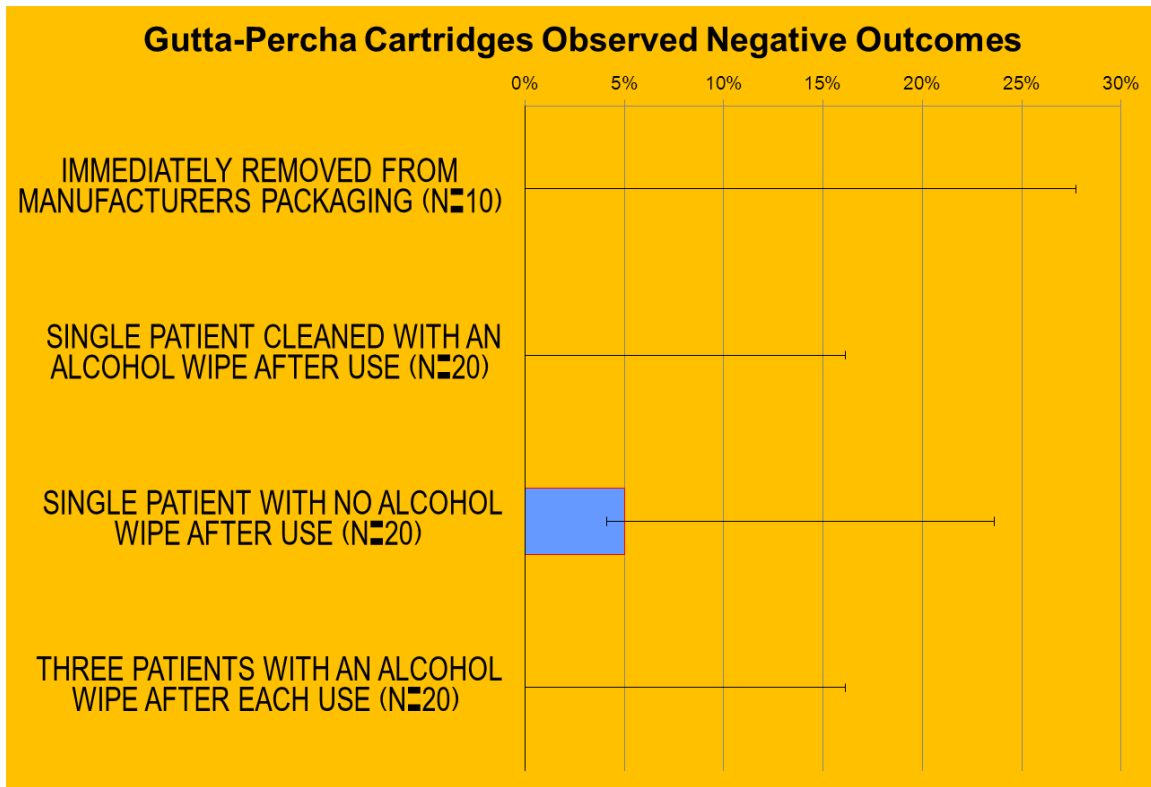 Gutta-Percha Cartridges Observed Negative Outcomes
0% 5% 10% 15% 20% 25% 30%
IMMEDIATELY REMOVED FROM
MANUFACTURERS PACKAGING (N=10)
SINGLE PATIENT CLEANED WITH AN
ALCOHOL WIPE AFTER USE (N=20)
SINGLE PATIENT WITH NO ALCOHOL
WIPE AFTER USE (N=20)
THREE PATIENTS WITH AN ALCOHOL
WIPE AFTER EACH USE (N=20)